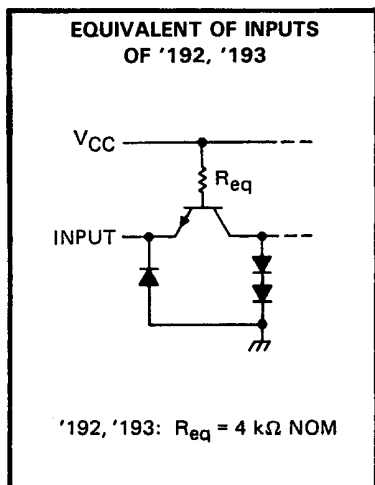 EQUIVALENT OF INPUTS
OF '192, '193
VCC
Req
INPUT
'192, '193: Req = 4 kΩ NOM